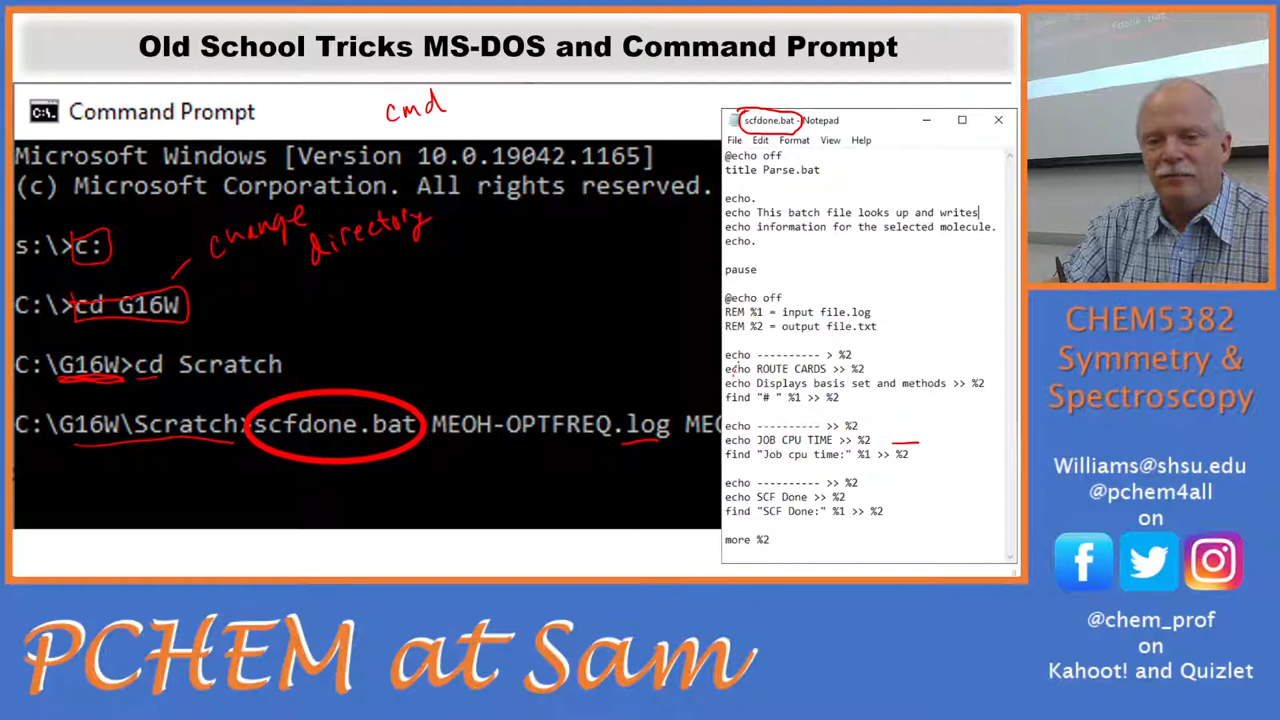 Old School Tricks MS-DOS and Command Prompt
Command Prompt
cmd
Microsoft Windows [Version 10.0.19042.1165]
(c) Microsoft Corporation. All rights reserved.
change
directory
s:\>c:
C:\>cd G16W
C:\G16W>cd Scratch
C:\G16W\Scratch>scfdone.bat MEOH-OPTFREQ.log
scfdone.bat - Notepad
File Edit Format View Help
@echo off
title Parse.bat
echo.
echo This batch file looks up and writes
echo information for the selected molecule.
echo.
pause
@echo off
REM %1 = input file.log
REM %2 = output file.txt
echo ---------- > %2
echo ROUTE CARDS >> %2
echo Displays basis set and methods >> %2
find "# " %1 >> %2
echo ---------- >> %2
echo JOB CPU TIME >> %2
find "Job cpu time:" %1 >> %2
echo ---------- >> %2
echo SCF Done >> %2
find "SCF Done:" %1 >> %2
more %2
CHEM5382
Symmetry &
Spectroscopy
Williams@shsu.edu
@pchem4all
on
@chem_prof
on
Kahoot! and Quizlet
PCHEM at Sam